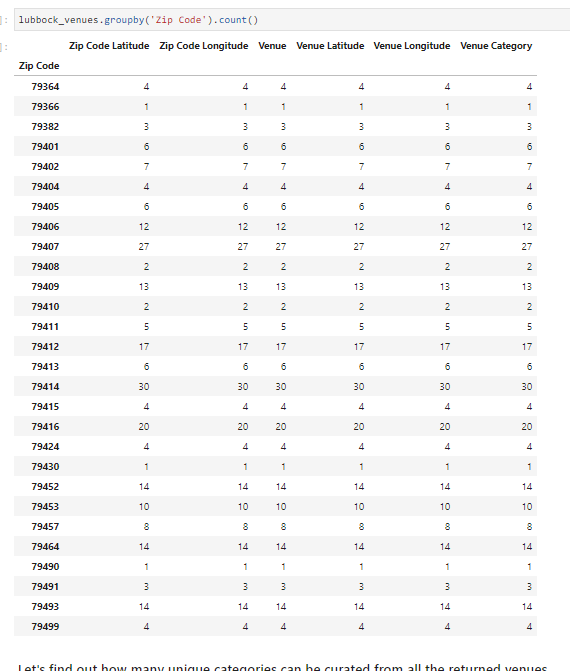 ]: lubbock_venues.groupby('Zip Code').count()
]: Zip Code Latitude Zip Code Longitude Venue Venue Latitude Venue Longitude Venue Category
Zip Code
79364 4 4 4 4 4 4
79366 1 1 1 1 1 1
79382 3 3 3 3 3 3
79401 6 6 6 6 6 6
79402 7 7 7 7 7 7
79404 4 4 4 4 4 4
79405 6 6 6 6 6 6
79406 12 12 12 12 12 12
79407 27 27 27 27 27 27
79408 2 2 2 2 2 2
79409 13 13 13 13 13 13
79410 2 2 2 2 2 2
79411 5 5 5 5 5 5
79412 17 17 17 17 17 17
79413 6 6 6 6 6 6
79414 30 30 30 30 30 30
79415 4 4 4 4 4 4
79416 20 20 20 20 20 20
79424 4 4 4 4 4 4
79430 1 1 1 1 1 1
79452 14 14 14 14 14 14
79453 10 10 10 10 10 10
79457 8 8 8 8 8 8
79464 14 14 14 14 14 14
79490 1 1 1 1 1 1
79491 3 3 3 3 3 3
79493 14 14 14 14 14 14
79499 4 4 4 4 4 4
Let's find out how many unique categories can be curated from all the returned venues